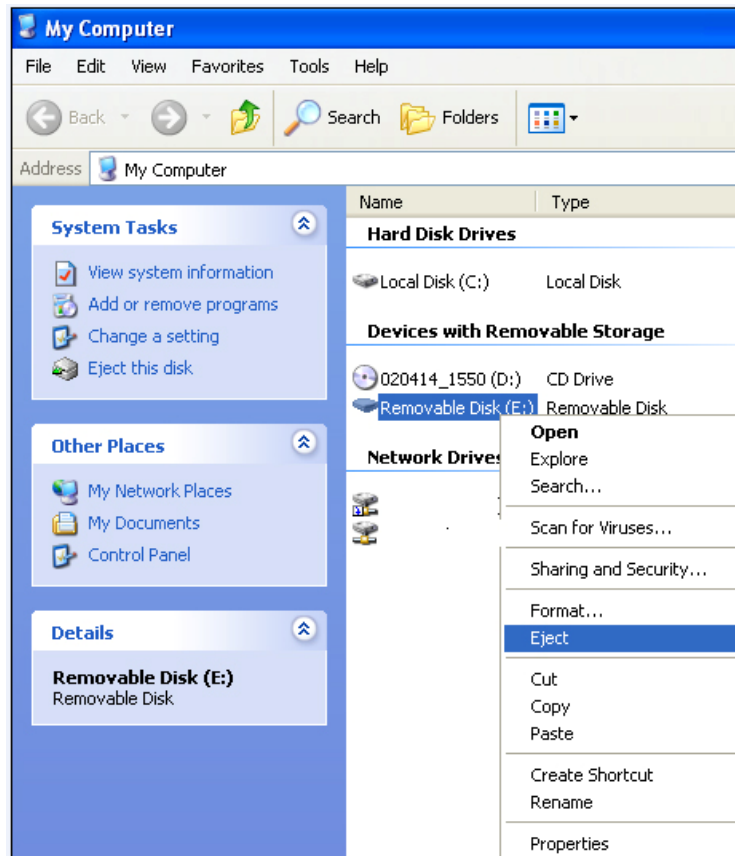 My Computer
File Edit View Favorites Tools Help
Back Search Folders
Address My Computer
Name Type
System Tasks
View system information
Add or remove programs
Change a setting
Eject this disk
Other Places
My Network Places
My Documents
Control Panel
Details
Removable Disk (E:)
Removable Disk
Hard Disk Drives
Local Disk (C:) Local Disk
Devices with Removable Storage
020414_1550 (D:) CD Drive
Removable Disk (E:) Removable Disk
Network Drives
Open
Explore
Search...
Scan for Viruses...
Sharing and Security...
Format...
Eject
Cut
Copy
Paste
Create Shortcut
Rename
Properties